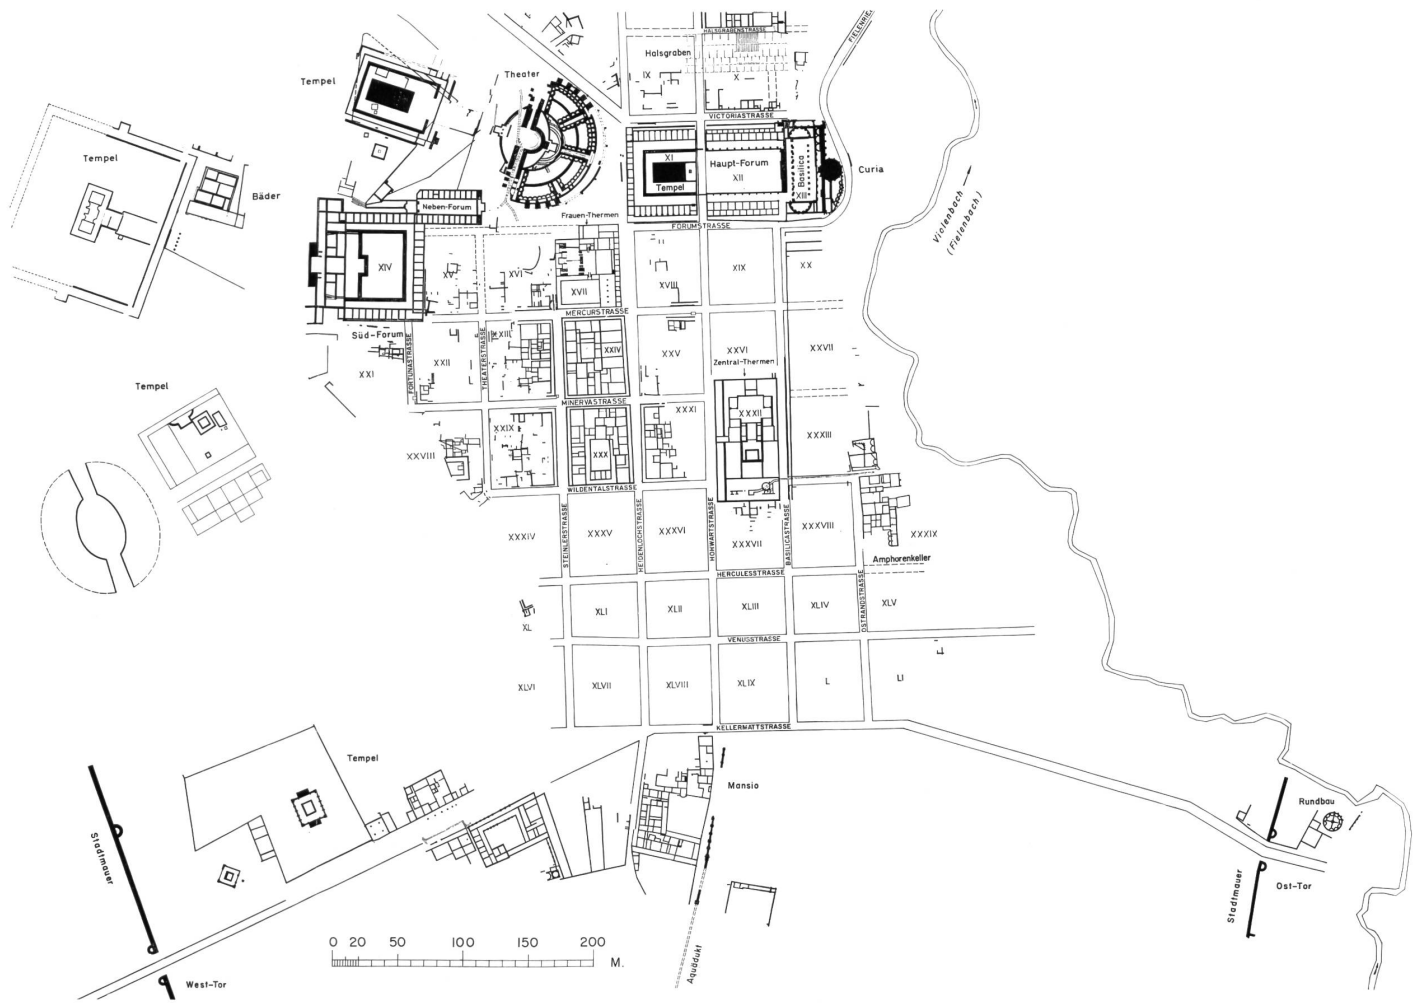 HALSGRABENSTRASSE
FIELENRIED
Halsgraben
Tempel
Theater
IX
X
VICTORIASTRASSE
Tempel
XI
Tempel
Haupt-Forum
XII
Basilica
XIII
Curia
Bäder
Neben-Forum
Frauen-Thermen
FORUMSTRASSE
Violenbach
(Fielenbach)
XIV
XV
XVI
XVII
XVIII
XIX
XX
MERCURSTRASSE
Süd-Forum
FORTUNASTRASSE
THEATERSTRASSE
XXI
XXII
XXIII
XXIV
XXV
XXVI
XXVII
Zentral-Thermen
Tempel
MINERVASTRASSE
XXVIII
XXIX
XXX
XXXI
XXXII
XXXIII
WILDENTALSTRASSE
STEINLERSTRASSE
HEIDENLOCHSTRASSE
HOHWARTSTRASSE
BASILICASTRASSE
XXXIV
XXXV
XXXVI
XXXVII
XXXVIII
XXXIX
Amphorenkeller
HERCULESSTRASSE
OSTRANDSTRASSE
XL
XLI
XLII
XLIII
XLIV
XLV
VENUSSTRASSE
XLVI
XLVII
XLVIII
XLIX
L
LI
KELLERMATTSTRASSE
Tempel
Mansio
Rundbau
Stadtmauer
Stadtmauer
Ost-Tor
0 20 50 100 150 200
M.
Aquädukt
West-Tor